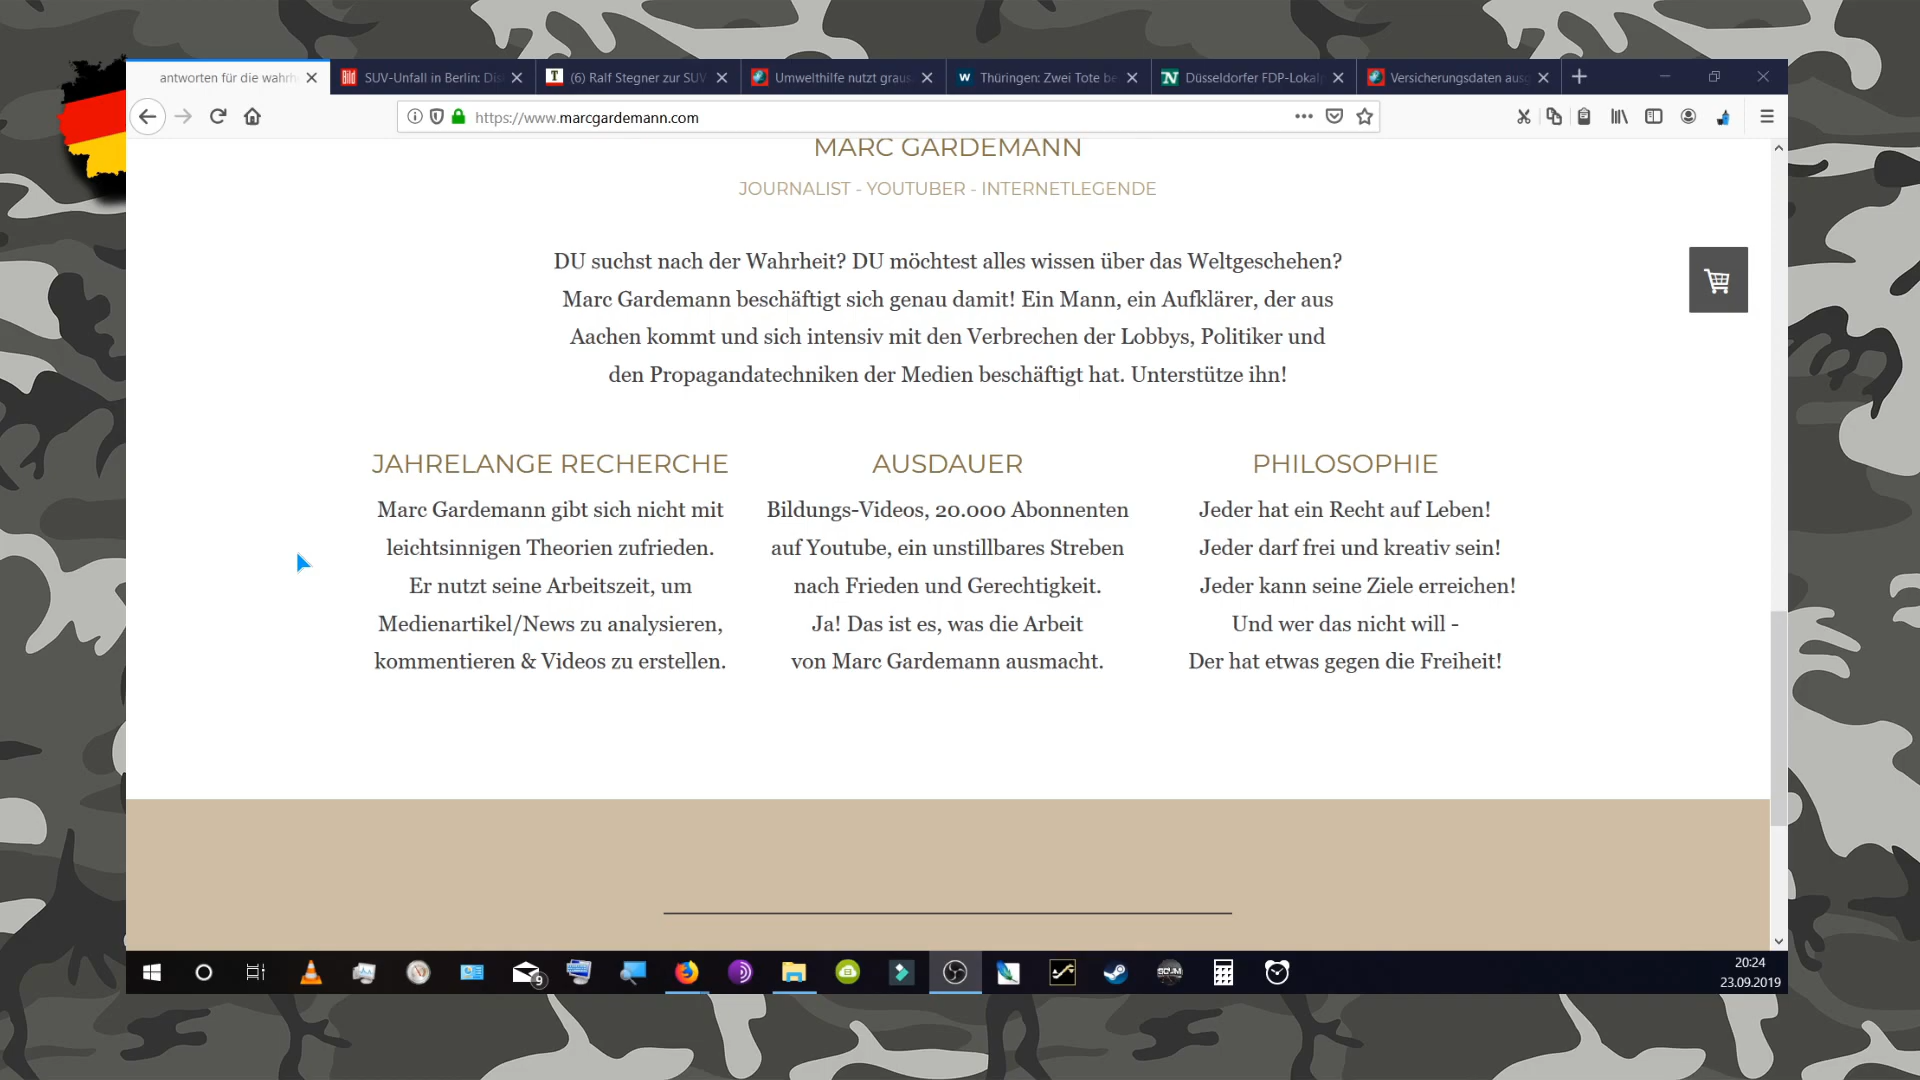 antworten für die wahrh
SUV-Unfall in Berlin: Dis
(6) Ralf Stegner zur SUV
Umwelthilfe nutzt graus
Thüringen: Zwei Tote be
Düsseldorfer FDP-Lokalp
Versicherungsdaten ausg
https://www.marcgardemann.com
MARC GARDEMANN
JOURNALIST - YOUTUBER - INTERNETLEGENDE
DU suchst nach der Wahrheit? DU möchtest alles wissen über das Weltgeschehen?
Marc Gardemann beschäftigt sich genau damit! Ein Mann, ein Aufklärer, der aus
Aachen kommt und sich intensiv mit den Verbrechen der Lobbys, Politiker und
den Propagandatechniken der Medien beschäftigt hat. Unterstütze ihn!
JAHRELANGE RECHERCHE
Marc Gardemann gibt sich nicht mit
leichtsinnigen Theorien zufrieden.
Er nutzt seine Arbeitszeit, um
Medienartikel/News zu analysieren,
kommentieren & Videos zu erstellen.
AUSDAUER
Bildungs-Videos, 20.000 Abonnenten
auf Youtube, ein unstillbares Streben
nach Frieden und Gerechtigkeit.
Ja! Das ist es, was die Arbeit
von Marc Gardemann ausmacht.
PHILOSOPHIE
Jeder hat ein Recht auf Leben!
Jeder darf frei und kreativ sein!
Jeder kann seine Ziele erreichen!
Und wer das nicht will -
Der hat etwas gegen die Freiheit!
9
SCUM
20:24
23.09.2019